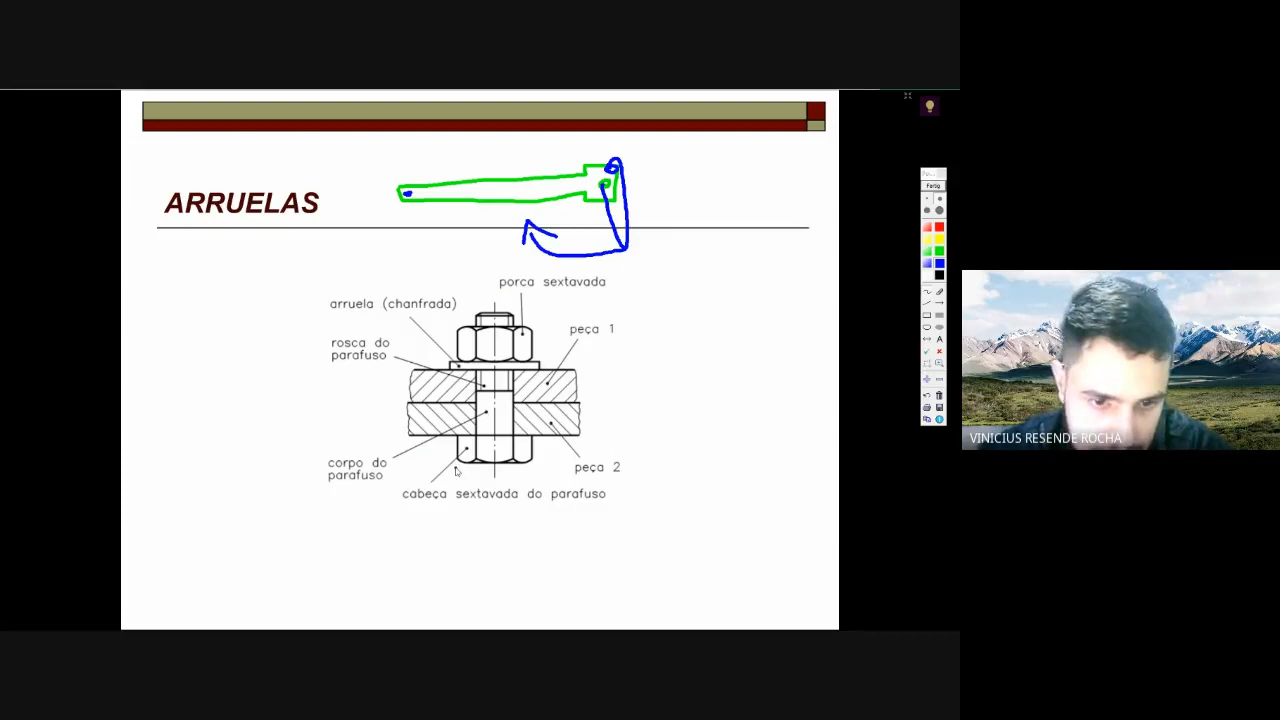 ARRUELAS
porca sextavada
arruela (chanfrada)
peça 1
rosca do
parafuso
corpo do
parafuso
peça 2
cabeça sextavada do parafuso
Fertig
A
VINICIUS RESENDE ROCHA